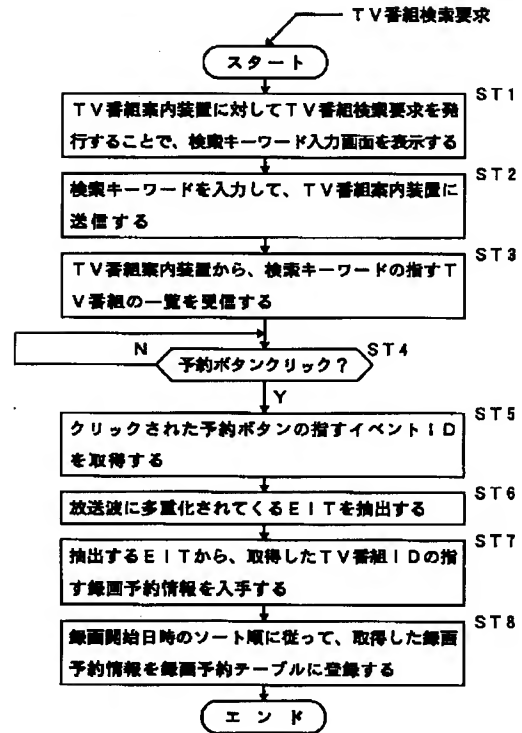 TV番組検索要求
スタート
ST1
TV番組案内装置に対してTV番組検索要求を発
行することで、検索キーワード入力画面を表示する
ST2
検索キーワードを入力して、TV番組案内装置に
送信する
ST3
TV番組案内装置から、検索キーワードの指すT
V番組の一覧を受信する
N
予約ボタンクリック?
ST4
Y
ST5
クリックされた予約ボタンの指すイベントID
を取得する
ST6
放送波に多重化されてくるEITを抽出する
ST7
抽出するEITから、取得したTV番組IDの指
す録画予約情報を入手する
ST8
録画開始日時のソート順に従って、取得した録画
予約情報を録画予約テーブルに登録する
エンド